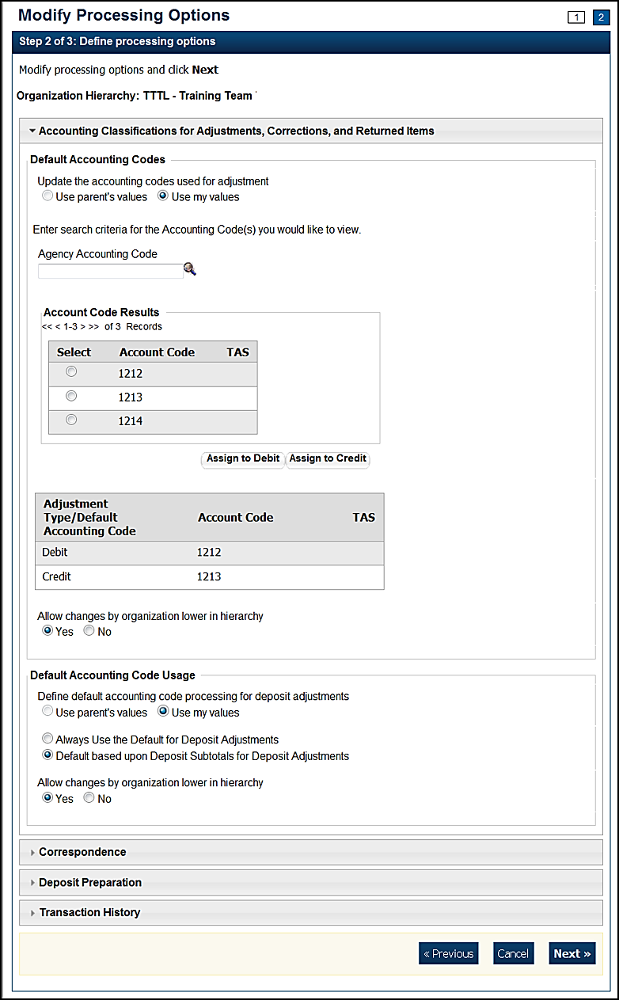 Modify Processing Options
1 2
Step 2 of 3: Define processing options
Modify processing options and click Next
Organization Hierarchy: TTTL - Training Team
Accounting Classifications for Adjustments, Corrections, and Returned Items
Default Accounting Codes
Update the accounting codes used for adjustment
Use parent's values Use my values
Enter search criteria for the Accounting Code(s) you would like to view.
Agency Accounting Code
Account Code Results
<< < 1-3 > >> of 3 Records
Select Account Code TAS
1212
1213
1214
Assign to Debit Assign to Credit
Adjustment
Type/Default
Accounting Code Account Code TAS
Debit 1212
Credit 1213
Allow changes by organization lower in hierarchy
Yes No
Default Accounting Code Usage
Define default accounting code processing for deposit adjustments
Use parent's values Use my values
Always Use the Default for Deposit Adjustments
Default based upon Deposit Subtotals for Deposit Adjustments
Allow changes by organization lower in hierarchy
Yes No
Correspondence
Deposit Preparation
Transaction History
« Previous Cancel Next »